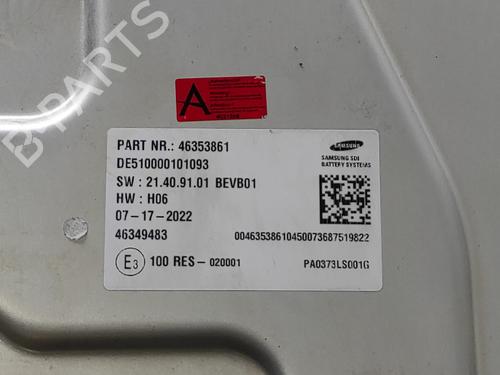 B PARTS
A
PART NR.: 46353861
DE510000101093
SW : 21.40.91.01 BEVB01
HW : H06
07-17-2022
46349483
E3 100 RES-020001
SAMSUNG
SAMSUNG SDI
BATTERY SYSTEMS
00463538610450073687519822
PA0373LS001G